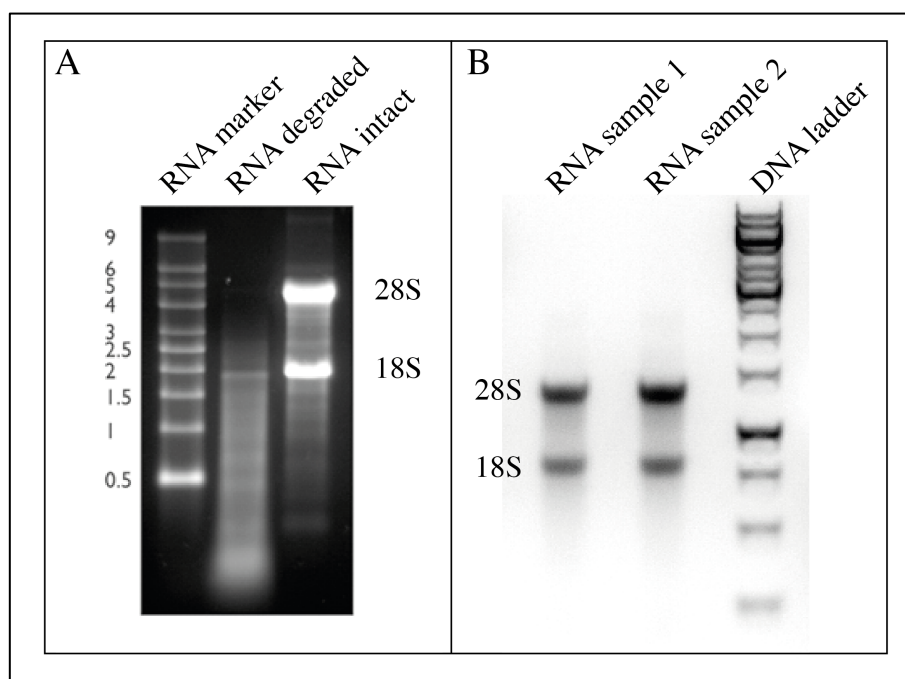 A
RNA marker
RNA degraded
RNA intact
9
6
5
4
3
2.5
2
1.5
1
0.5
28S
18S
B
RNA sample 1
RNA sample 2
DNA ladder
28S
18S